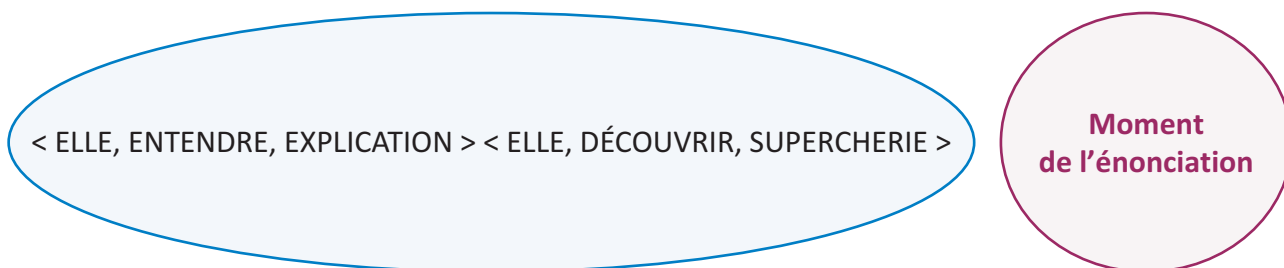 < ELLE, ENTENDRE, EXPLICATION > < ELLE, DÉCOUVRIR, SUPERCHERIE >
Moment
de l’énonciation